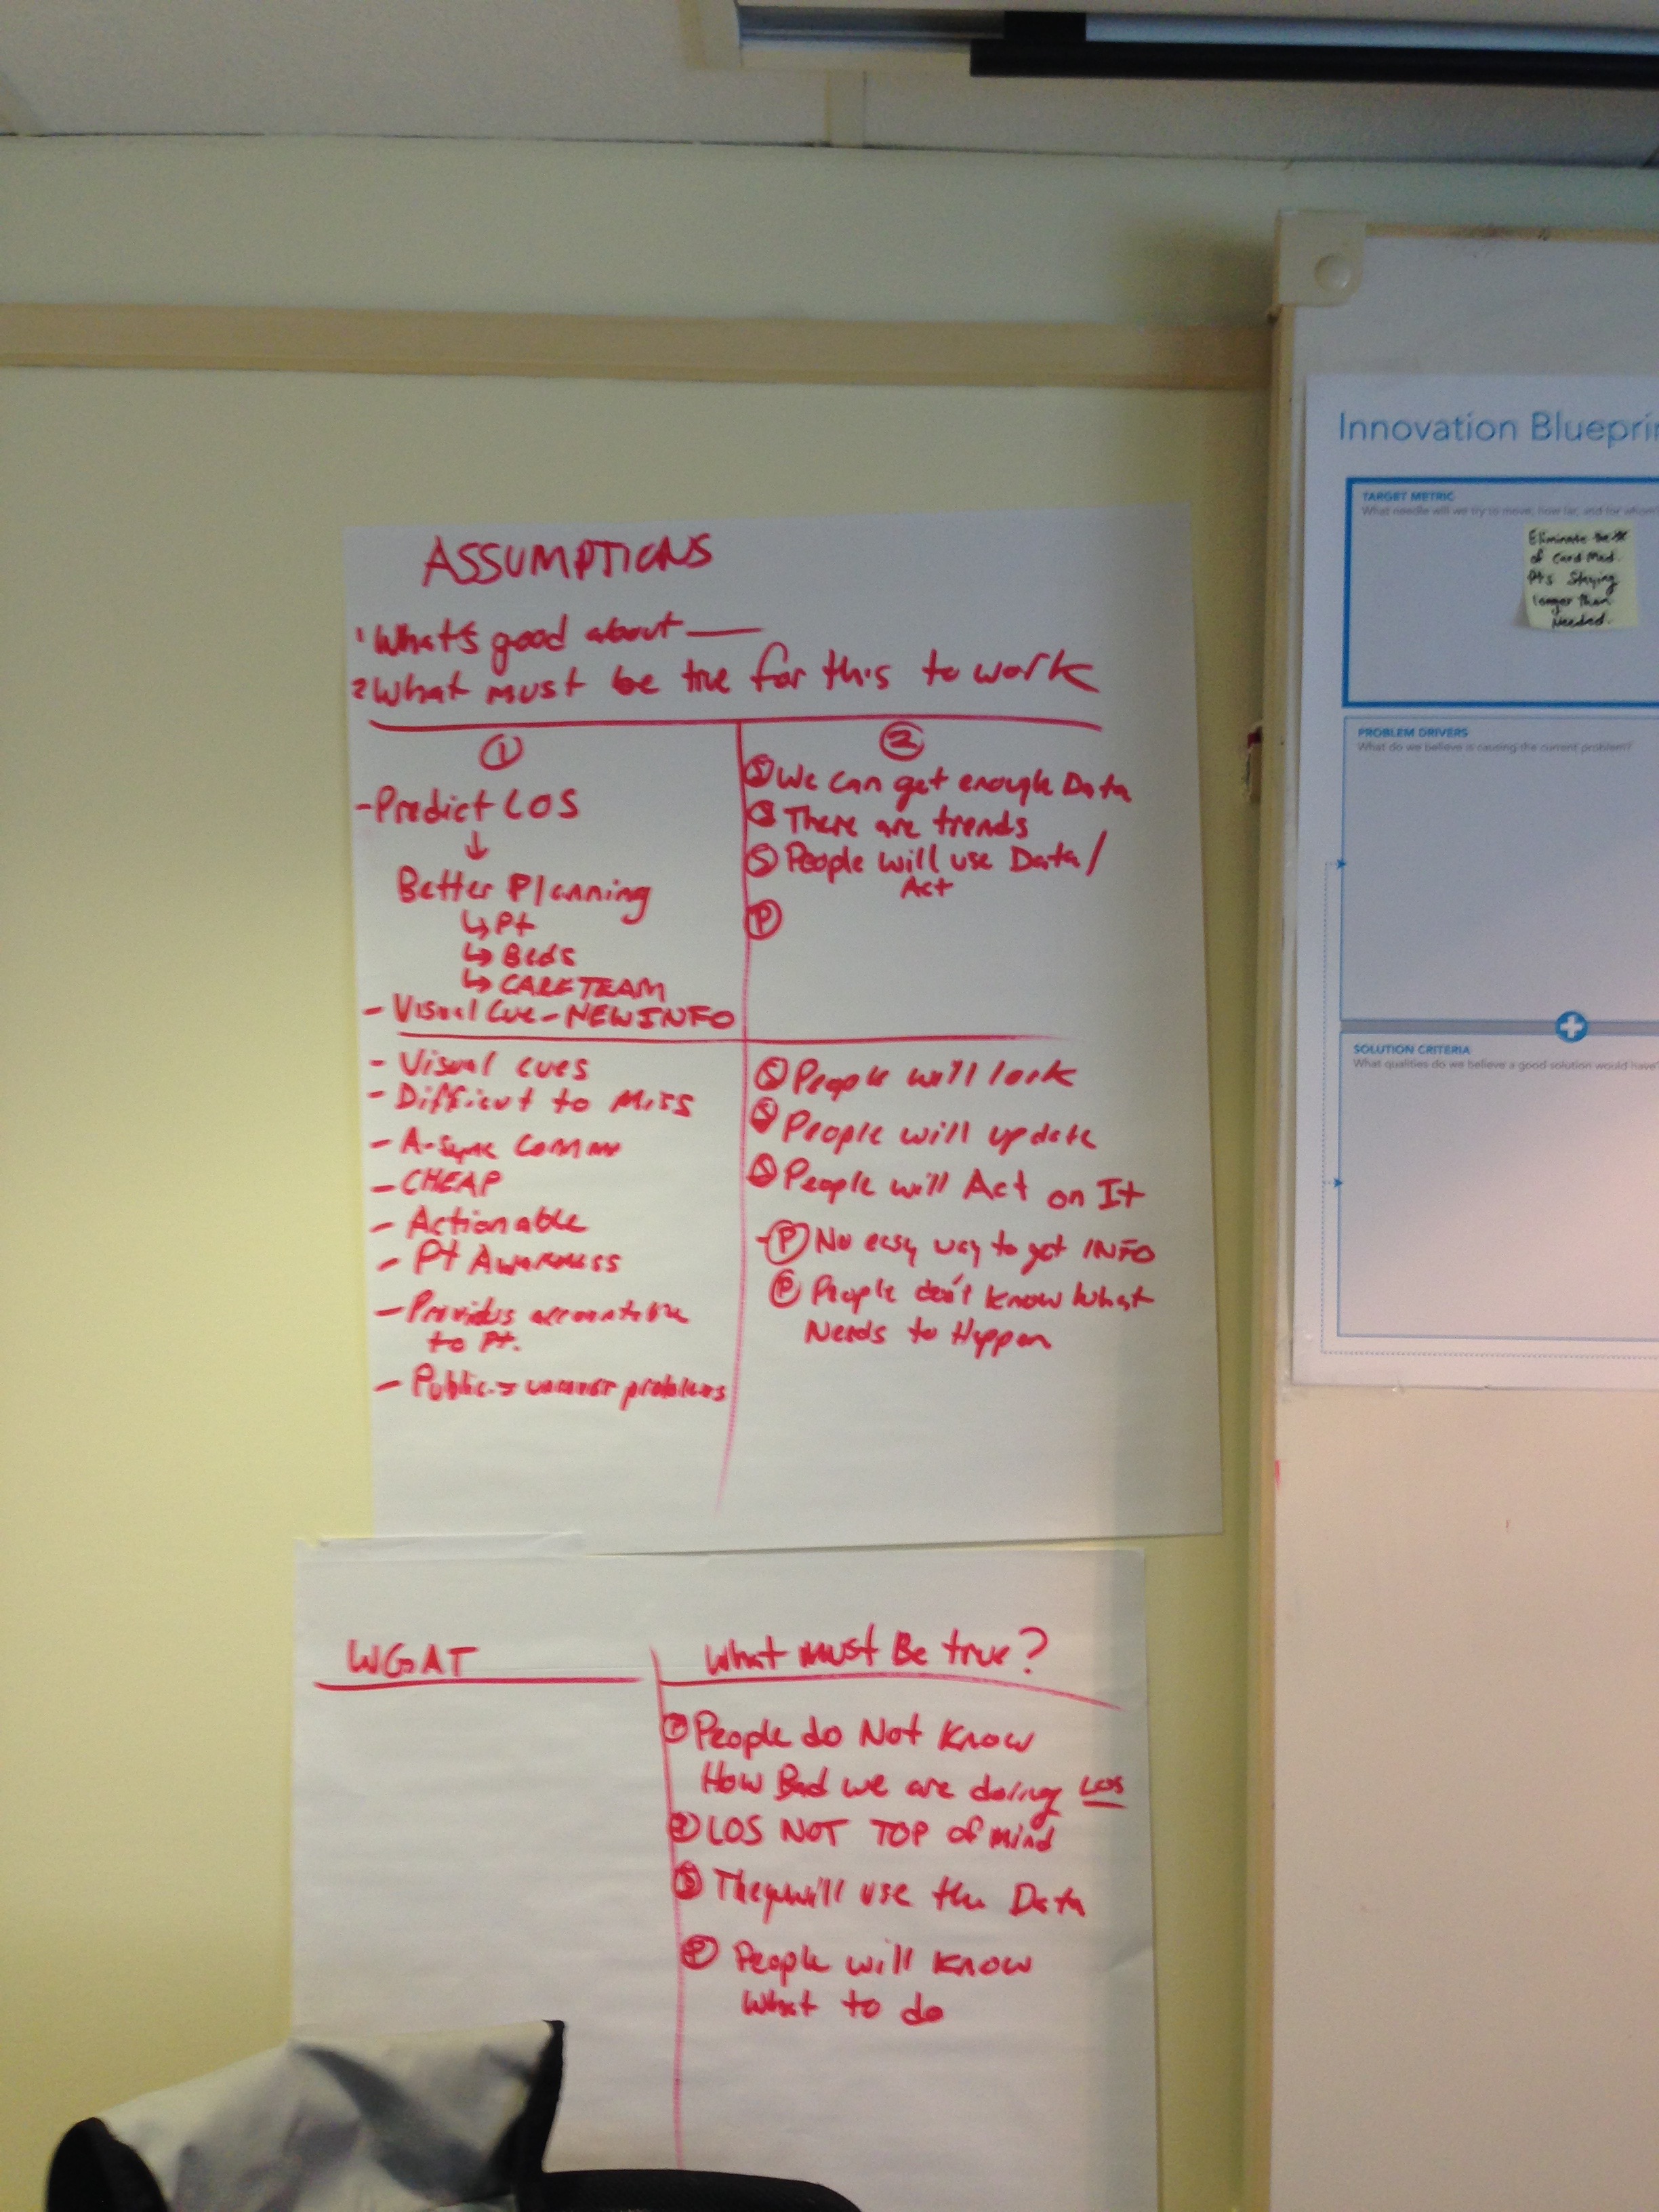 ASSUMPTIONS
1 What's good about ___
2 What must be true for this to work
①
- Predict LOS
↓
Better Planning
↳ Pt
↳ Beds
↳ CARE TEAM
- Visual Cue - NEW INFO
②
Ⓢ We can get enough Data
Ⓢ There are trends
Ⓢ People will use Data/
Act
Ⓟ
- Visual cues
- Difficult to Miss
- A-sync Comm
- CHEAP
- Actionable
- Pt Awareness
- Provides
to Pt.
- Public → uncover problems
Ⓢ People will look
Ⓢ People will update
Ⓢ People will Act on It
- Ⓟ No easy way to get INFO
Ⓟ People don't know what
Needs to Happen
WGAT
What Must Be true?
Ⓟ People do Not Know
How Bad we are doing LOS
Ⓟ LOS NOT TOP of mind
Ⓢ They will use the Data
People will know
what to do
Innovation Bluepri
TARGET METRIC
What needle will we try to move, how far, and for whom?
Eliminate the #
of Card Med.
Pts Staying
longer than
Needed.
PROBLEM DRIVERS
What do we believe is causing the current problem?
SOLUTION CRITERIA
What qualities do we believe a good solution would have?